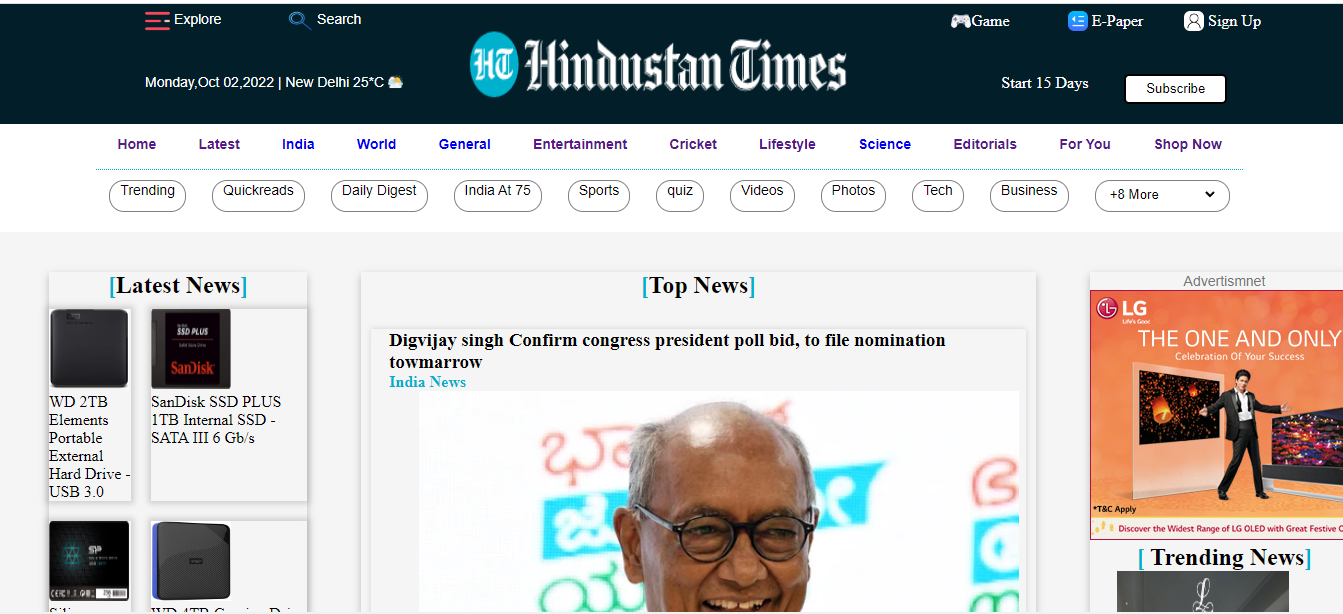 Explore
Search
Game
E-Paper
Sign Up
HT Hindustan Times
Monday,Oct 02,2022 | New Delhi 25*C
Start 15 Days
Subscribe
Home
Latest
India
World
General
Entertainment
Cricket
Lifestyle
Science
Editorials
For You
Shop Now
Trending
Quickreads
Daily Digest
India At 75
Sports
quiz
Videos
Photos
Tech
Business
+8 More
[Latest News]
SSD PLUS
SanDisk
WD 2TB
Elements
Portable
External
Hard Drive -
USB 3.0
SanDisk SSD PLUS
1TB Internal SSD -
SATA III 6 Gb/s
SP
[Top News]
Digvijay singh Confirm congress president poll bid, to file nomination
towmarrow
India News
Advertismnet
LG
Life's Good
THE ONE AND ONLY
Celebration Of Your Success
*T&C Apply
Discover the Widest Range of LG OLED with Great Festive
[ Trending News]